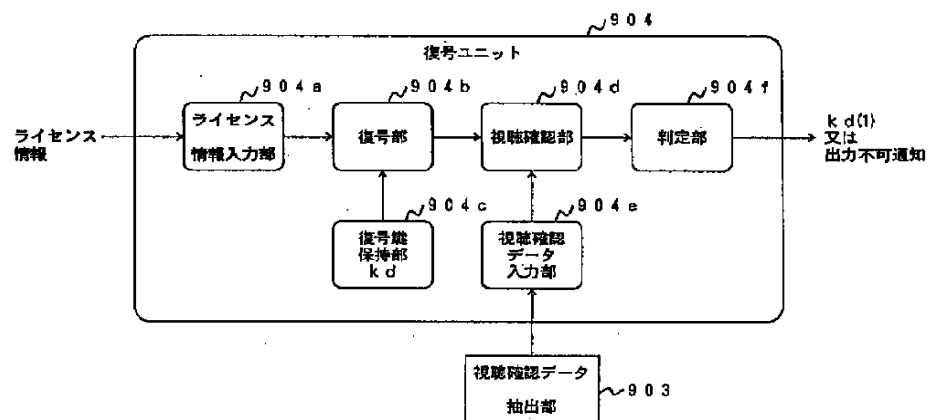 904
復号ユニット
904a
904b
904d
904f
ライセンス
情報
ライセンス
情報入力部
復号部
視聴確認部
判定部
kd(1)
又は
出力不可通知
904c
904e
復号鍵
保持部
kd
視聴確認
データ
入力部
視聴確認データ
抽出部
903